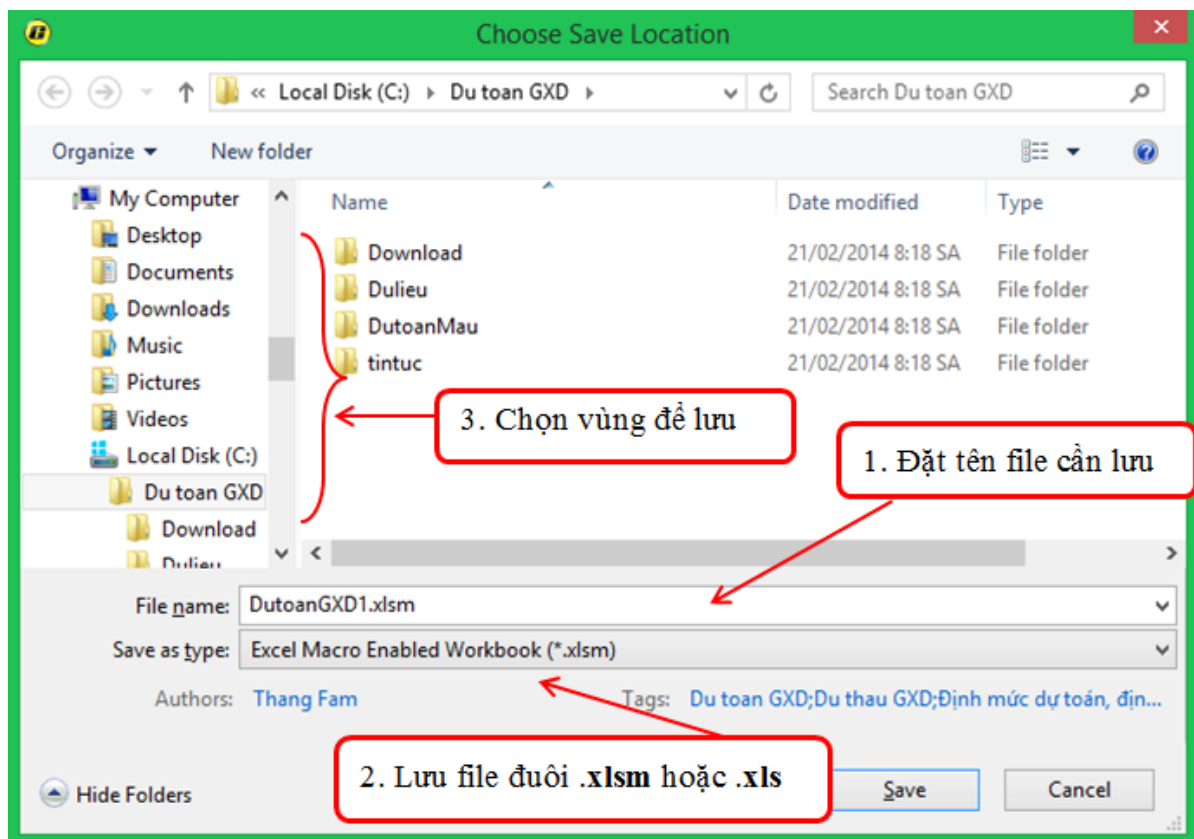 Choose Save Location
« Local Disk (C:) Du toan GXD
Search Du toan GXD
Organize
New folder
My Computer
Desktop
Documents
Downloads
Music
Pictures
Videos
Local Disk (C:)
Du toan GXD
Download
Dulieu
Name Date modified Type
Download 21/02/2014 8:18 SA File folder
Dulieu 21/02/2014 8:18 SA File folder
DutoanMau 21/02/2014 8:18 SA File folder
tintuc 21/02/2014 8:18 SA File folder
3. Chọn vùng để lưu
1. Đặt tên file cần lưu
File name: DutoanGXD1.xlsm
Save as type: Excel Macro Enabled Workbook (*.xlsm)
Authors: Thang Fam
Tags: Du toan GXD;Du thau GXD;Định mức dự toán, địn...
2. Lưu file đuôi .xlsm hoặc .xls
Hide Folders
Save
Cancel